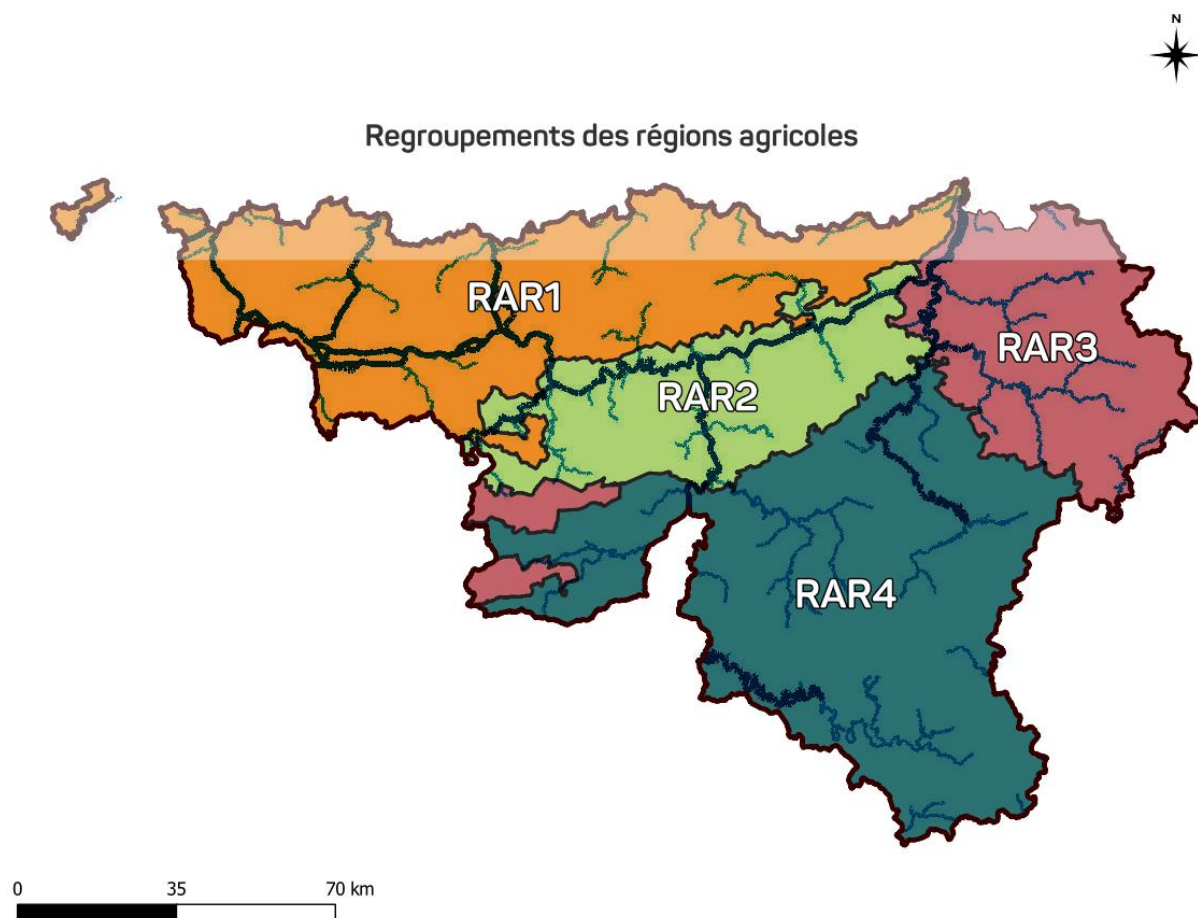 N
Regroupements des régions agricoles
RAR1
RAR3
RAR2
RAR4
0 35 70 km